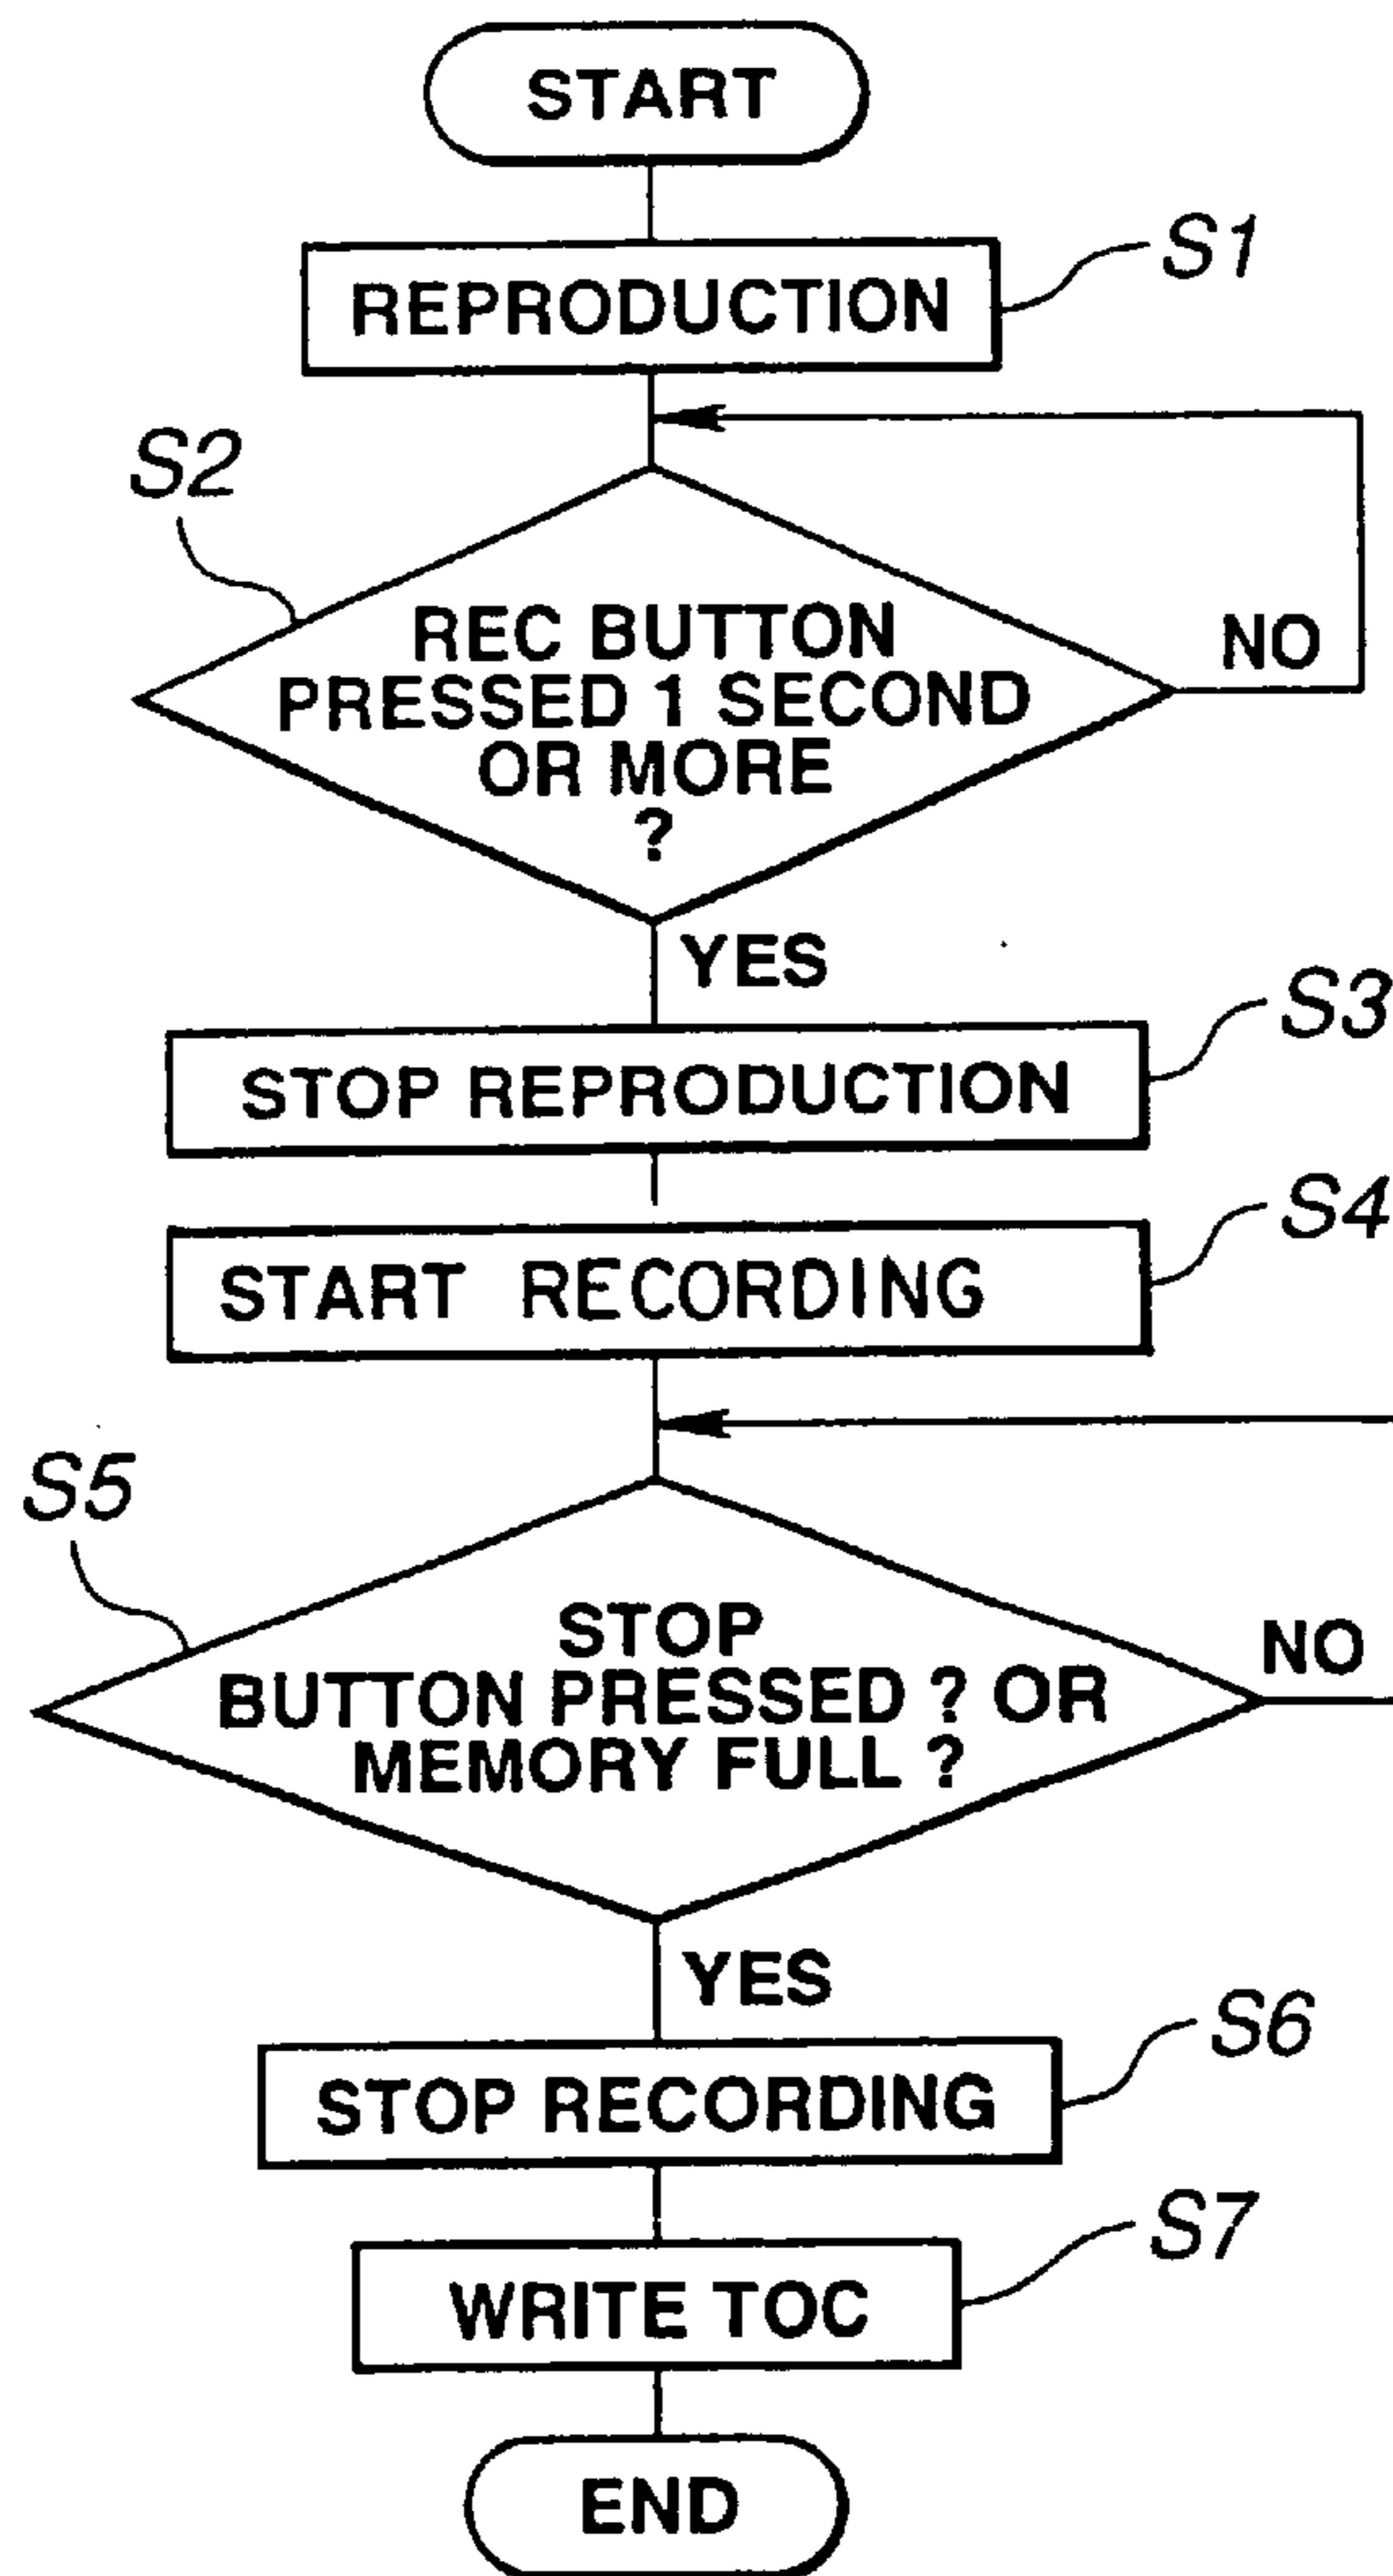 START
REPRODUCTION
S1
S2
REC BUTTON
PRESSED 1 SECOND
OR MORE
?
NO
YES
STOP REPRODUCTION
S3
START RECORDING
S4
S5
STOP
BUTTON PRESSED ? OR
MEMORY FULL ?
NO
YES
STOP RECORDING
S6
WRITE TOC
S7
END